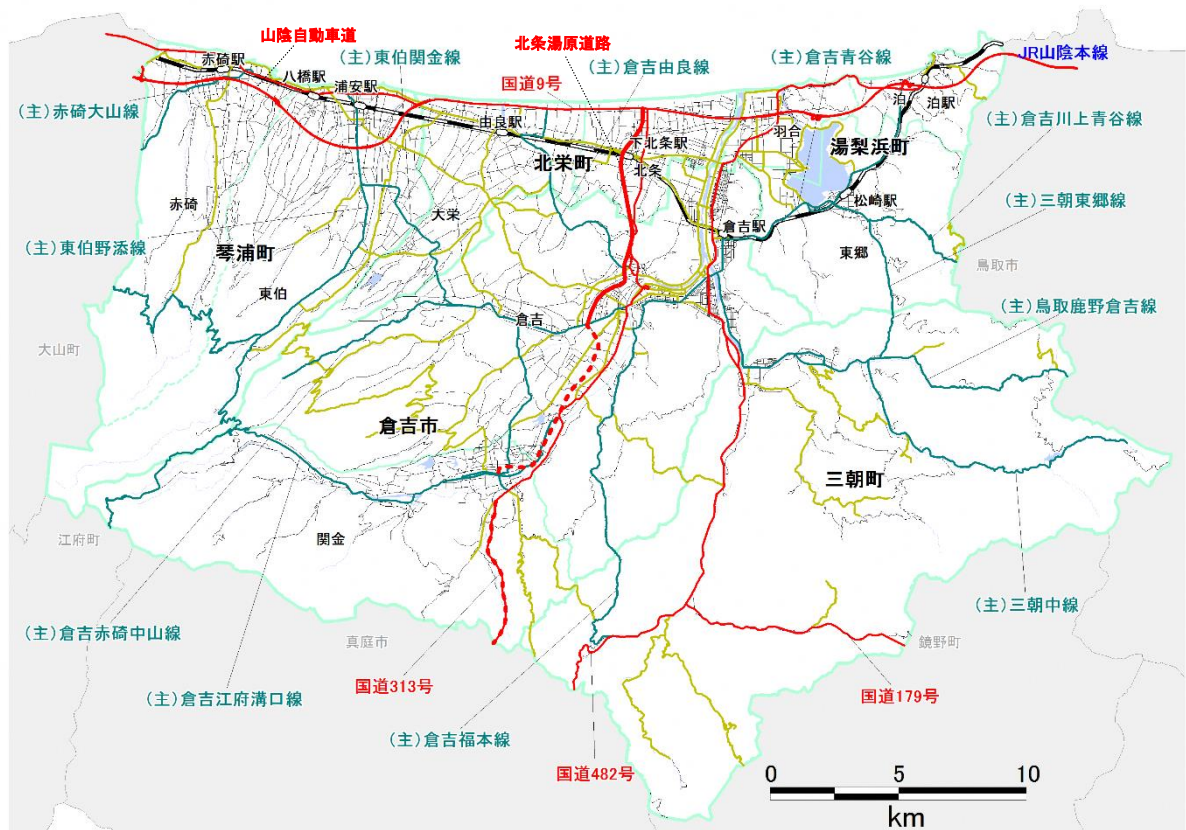 山陰自動車道
北条湯原道路
赤碕駅
(主)東伯関金線
(主)倉吉由良線
(主)倉吉青谷線
JR山陰本線
八橋駅
国道9号
浦安駅
泊
泊駅
(主)赤碕大山線
(主)倉吉川上青谷線
由良駅
羽合
下北条駅
湯梨浜町
北栄町
北条
赤碕
大栄
松崎駅
(主)三朝東郷線
倉吉駅
(主)東伯野添線
琴浦町
東郷
鳥取市
東伯
(主)鳥取鹿野倉吉線
倉吉
大山町
倉吉市
三朝町
江府町
関金
(主)三朝中線
(主)倉吉赤碕中山線
真庭市
鏡野町
国道313号
国道179号
(主)倉吉江府溝口線
(主)倉吉福本線
国道482号
0 5 10
km